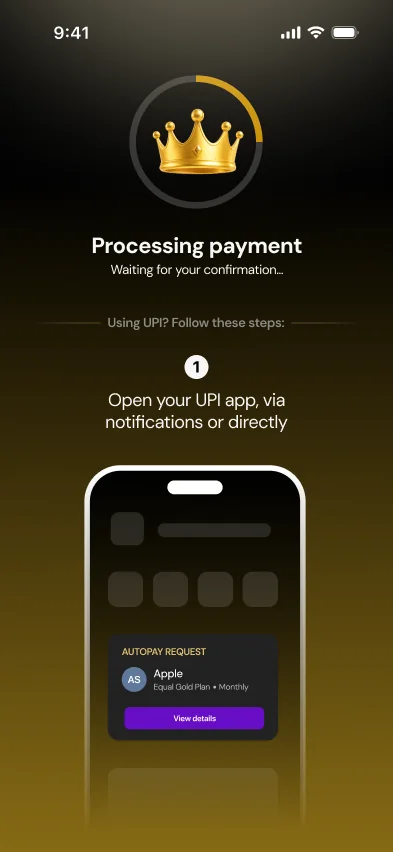 9:41
Processing payment
Waiting for your confirmation...
Using UPI? Follow these steps:
1
Open your UPI app, via
notifications or directly
AUTOPAY REQUEST
AS
Apple
Equal Gold Plan • Monthly
View details